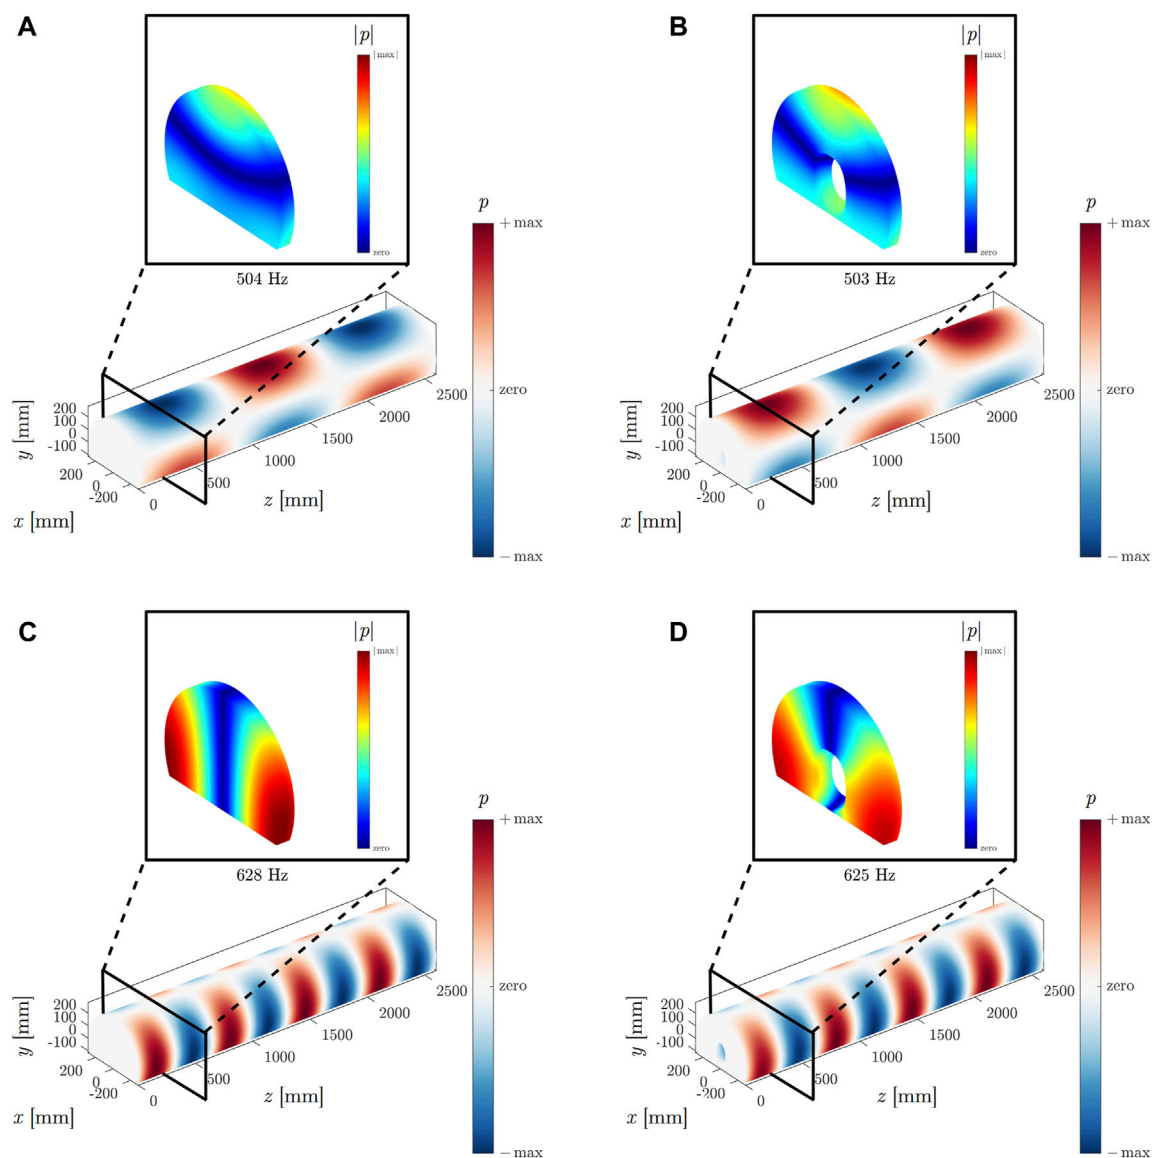 A
|p|
|max|
zero
504 Hz
p
+ max
zero
− max
200
100
0
-100
y [mm]
200
0
-200
x [mm]
0
500
1000
1500
2000
2500
z [mm]
B
|p|
|max|
zero
503 Hz
p
+ max
zero
− max
200
100
0
-100
y [mm]
200
0
-200
x [mm]
0
500
1000
1500
2000
2500
z [mm]
C
|p|
|max|
zero
628 Hz
p
+ max
zero
− max
200
100
0
-100
y [mm]
200
0
-200
x [mm]
0
500
1000
1500
2000
2500
z [mm]
D
|p|
|max|
zero
625 Hz
p
+ max
zero
− max
200
100
0
-100
y [mm]
200
0
-200
x [mm]
0
500
1000
1500
2000
2500
z [mm]